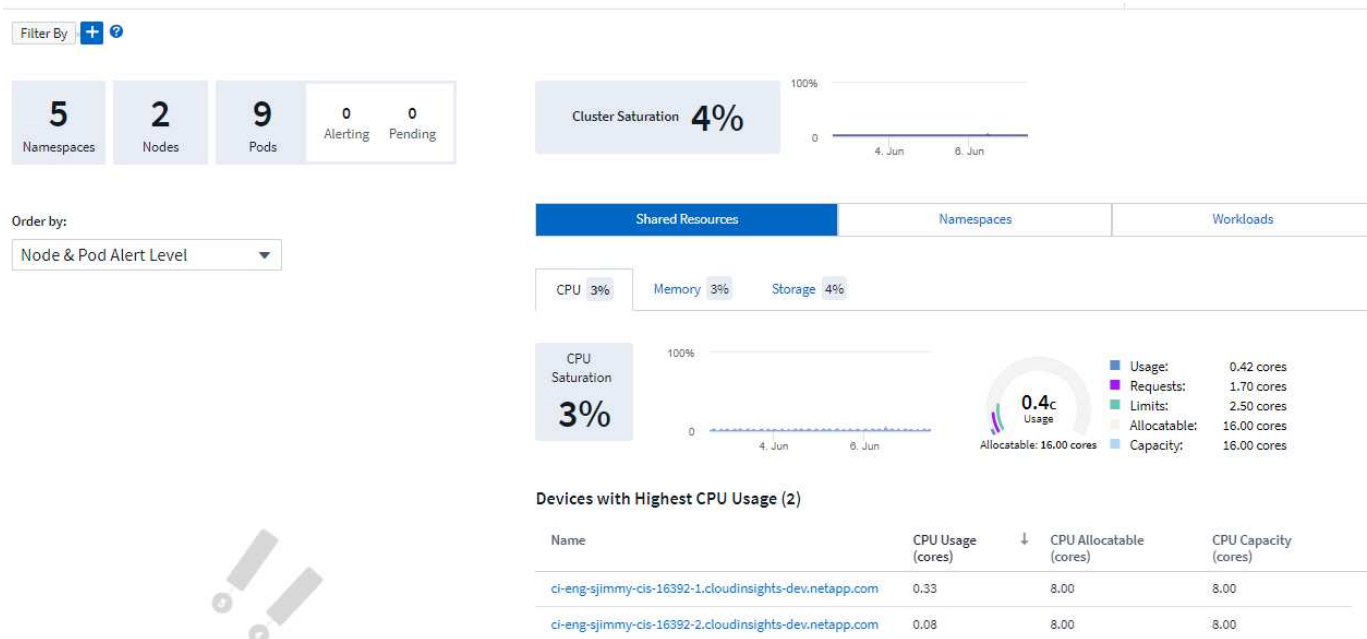 Filter By + ?
5
Namespaces
2
Nodes
9
Pods
0
Alerting
0
Pending
Cluster Saturation 4%
100%
0
4. Jun
6. Jun
Order by:
Node & Pod Alert Level
Shared Resources
Namespaces
Workloads
CPU 3%
Memory 3%
Storage 4%
CPU
Saturation
3%
100%
0
4. Jun
6. Jun
0.4c
Usage
Allocatable: 16.00 cores
Usage: 0.42 cores
Requests: 1.70 cores
Limits: 2.50 cores
Allocatable: 16.00 cores
Capacity: 16.00 cores
Devices with Highest CPU Usage (2)
Name
CPU Usage
(cores)
↓
CPU Allocatable
(cores)
CPU Capacity
(cores)
ci-eng-sjimmy-cis-16392-1.cloudinsights-dev.netapp.com 0.33 8.00 8.00
ci-eng-sjimmy-cis-16392-2.cloudinsights-dev.netapp.com 0.08 8.00 8.00